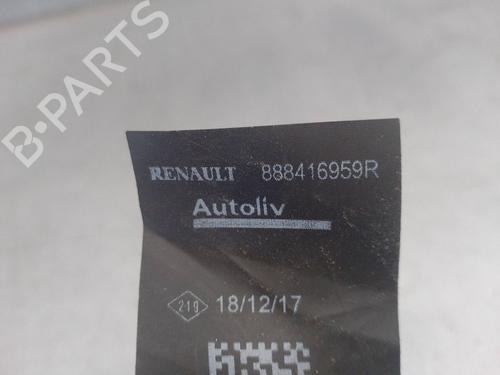 B-PARTS
RENAULT 888416959R
Autoliv
219 18/12/17